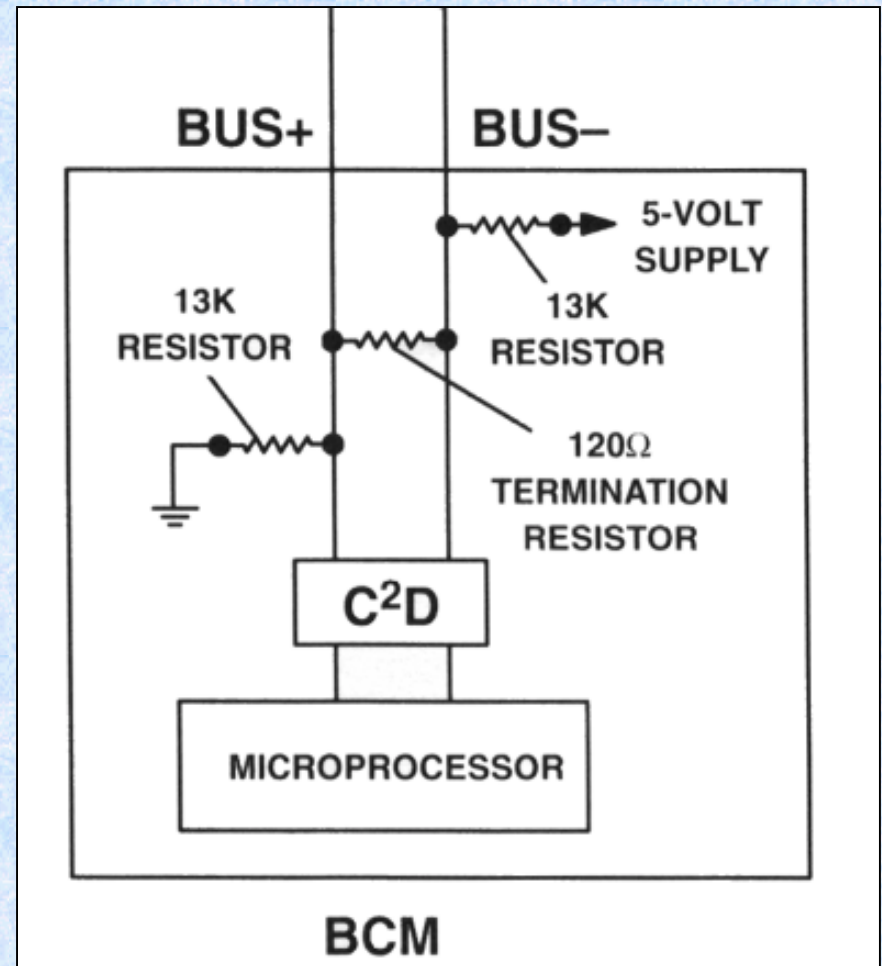 BUS+ BUS–
5-VOLT
SUPPLY
13K
RESISTOR
13K
RESISTOR
120Ω
TERMINATION
RESISTOR
C²D
MICROPROCESSOR
BCM